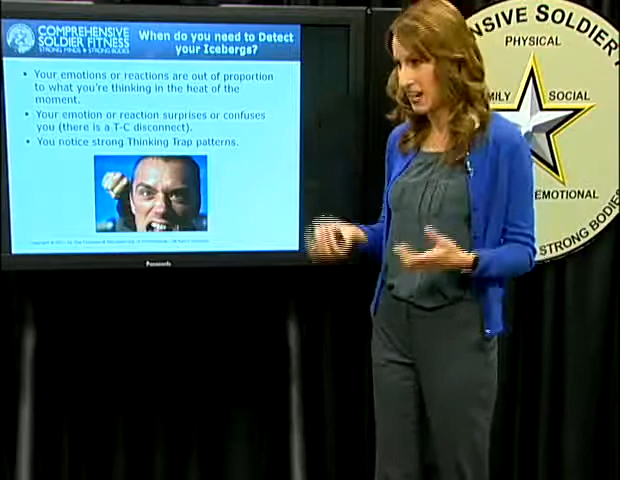 COMPREHENSIVE
SOLDIER FITNESS
STRONG MINDS ★ STRONG BODIES
When do you need to Detect
your Icebergs?
• Your emotions or reactions are out of proportion
to what you're thinking in the heat of the
moment.
• Your emotion or reaction surprises or confuses
you (there is a T-C disconnect).
• You notice strong Thinking Trap patterns.
Panasonic
SIVE SOLDIER
PHYSICAL
MILY
SOCIAL
EMOTIONAL
STRONG BODIES